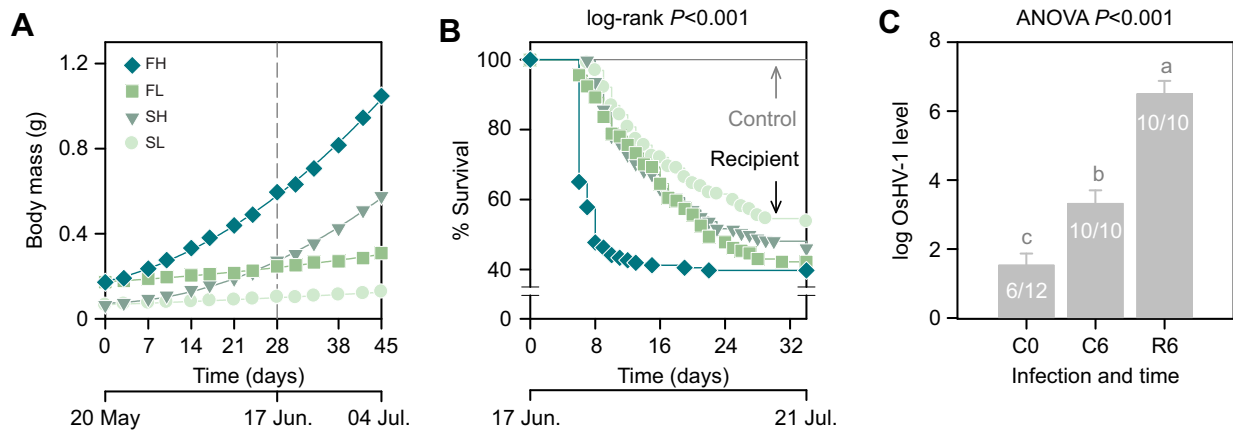 A
Body mass (g)
1.2
0.8
0.4
0
FH
FL
SH
SL
0 7 14 21 28 38 45
Time (days)
20 May 17 Jun. 04 Jul.
B
log-rank P<0.001
% Survival
100
80
60
40
Control
Recipient
0 8 16 24 32
Time (days)
17 Jun. 21 Jul.
C
ANOVA P<0.001
log OsHV-1 level
8
6
4
2
0
c
b
a
6/12
10/10
10/10
C0 C6 R6
Infection and time